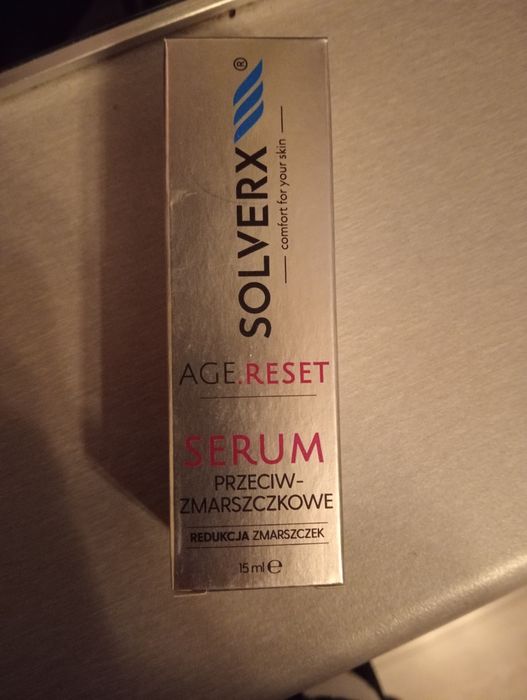 SOLVERX®
comfort for your skin
AGE.RESET
SERUM
PRZECIW-
ZMARSZCZKOWE
REDUKCJA ZMARSZCZEK
15 ml ℮